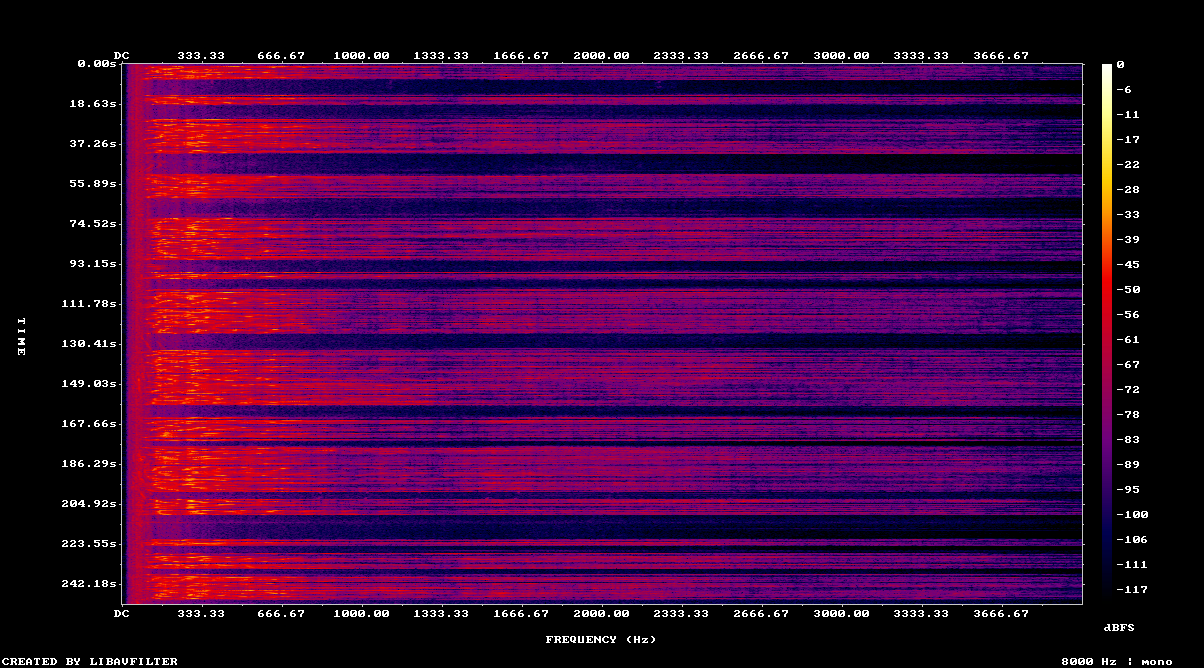 DC 333.33 666.67 1000.00 1333.33 1666.67 2000.00 2333.33 2666.67 3000.00 3333.33 3666.67
0.00s
18.63s
37.26s
55.89s
74.52s
93.15s
111.78s
130.41s
149.03s
167.66s
186.29s
204.92s
223.55s
242.18s
TIME
0
-6
-11
-17
-22
-28
-33
-39
-45
-50
-56
-61
-67
-72
-78
-83
-89
-95
-100
-106
-111
-117
dBFS
DC 333.33 666.67 1000.00 1333.33 1666.67 2000.00 2333.33 2666.67 3000.00 3333.33 3666.67
FREQUENCY (Hz)
CREATED BY LIBAVFILTER
8000 Hz | mono